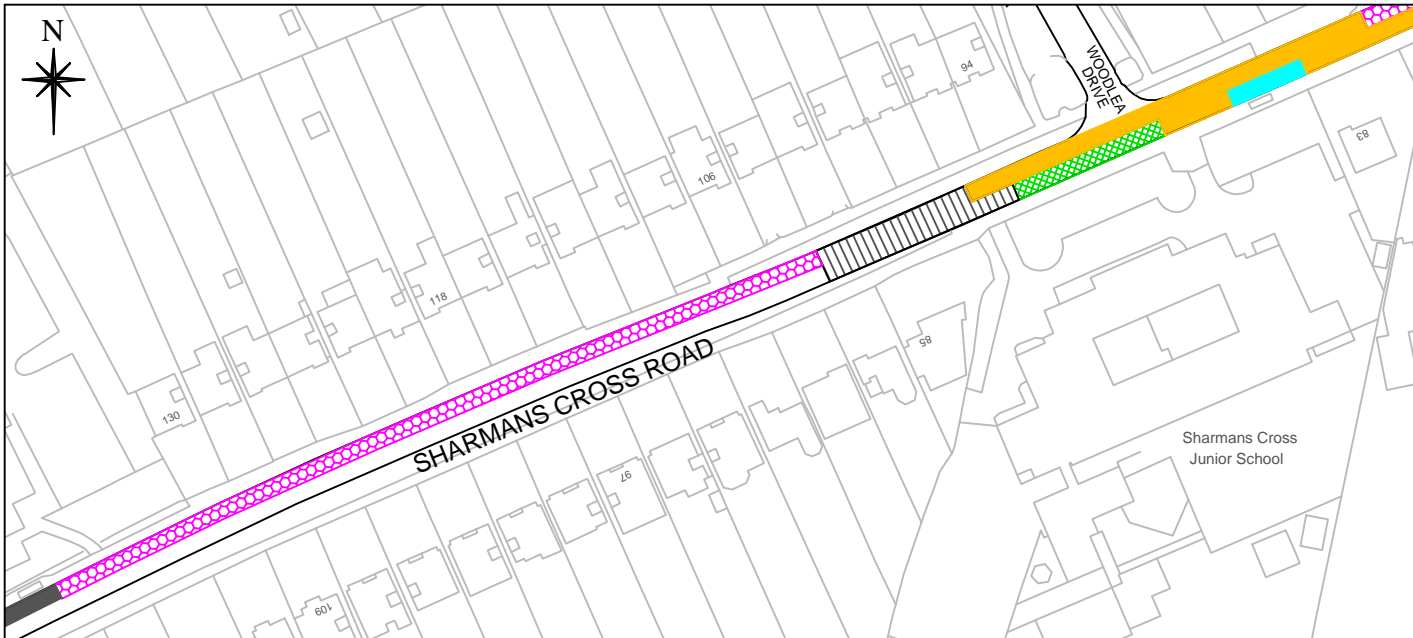 N
94
WOODLEA
DRIVE
83
106
118
85
130
SHARMANS CROSS ROAD
97
Sharmans Cross
Junior School
109